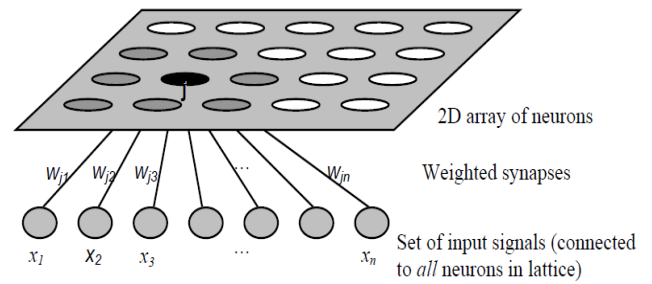 j
2D array of neurons
Wj1 Wj2 Wj3 ... Wjn
Weighted synapses
x1 x2 x3 ... xn
Set of input signals (connected
to all neurons in lattice)